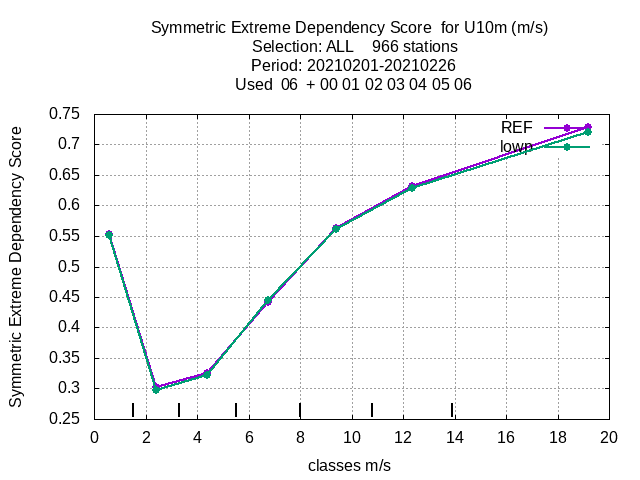 Symmetric Extreme Dependency Score for U10m (m/s)
Selection: ALL 966 stations
Period: 20210201-20210226
Used 06 + 00 01 02 03 04 05 06
Symmetric Extreme Dependency Score
0.75
0.7
0.65
0.6
0.55
0.5
0.45
0.4
0.35
0.3
0.25
REF
lowp
0 2 4 6 8 10 12 14 16 18 20
classes m/s